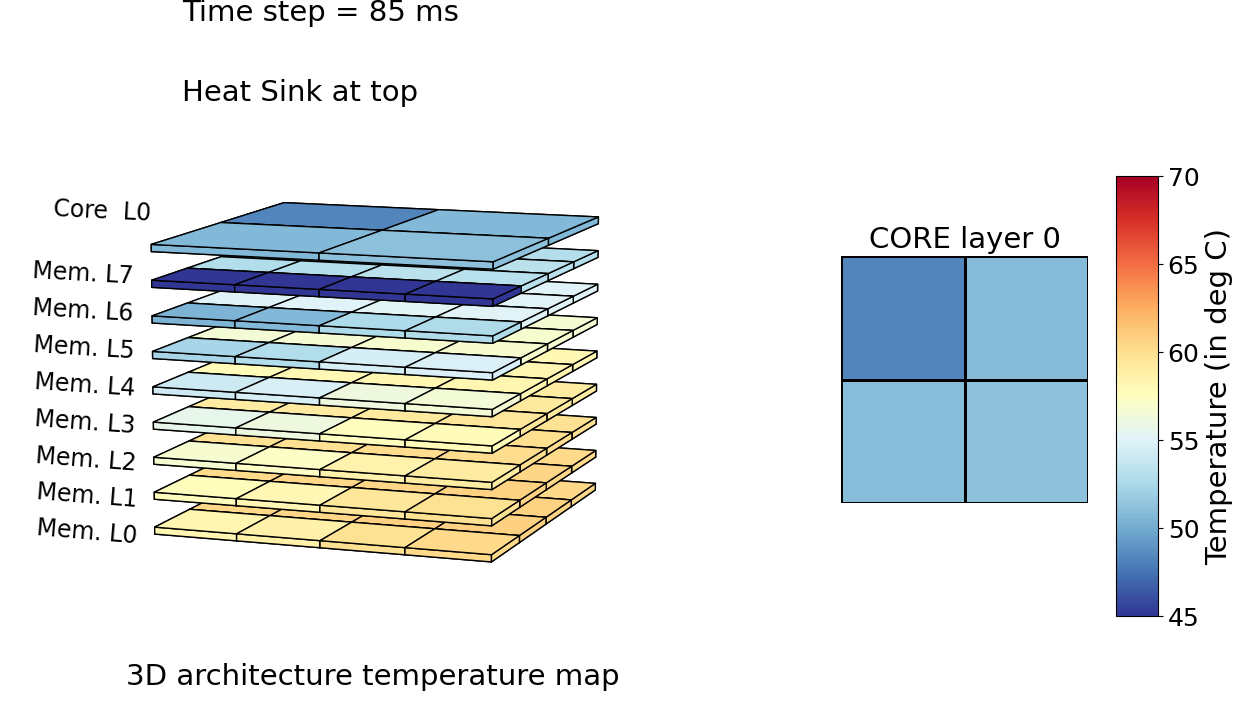 Time step = 85 ms
Heat Sink at top
Core  L0
Mem. L7
Mem. L6
Mem. L5
Mem. L4
Mem. L3
Mem. L2
Mem. L1
Mem. L0
3D architecture temperature map
CORE layer 0
70
65
60
55
50
45
Temperature (in deg C)